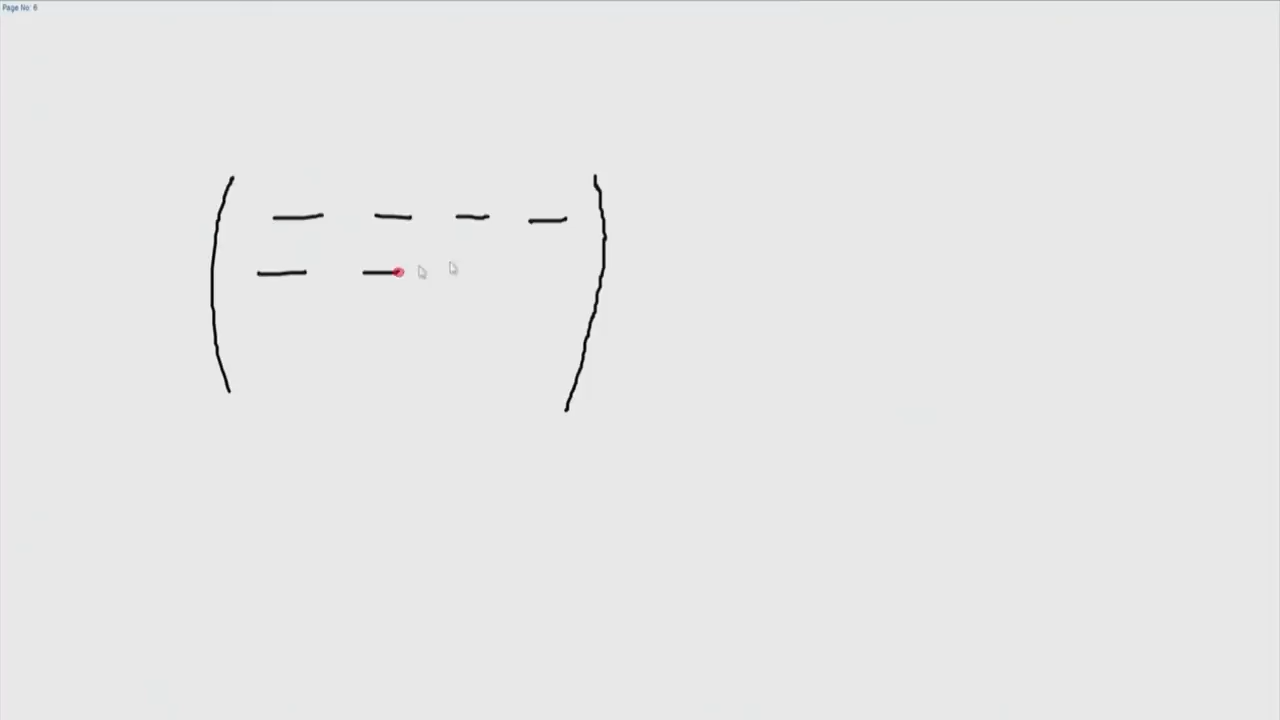 Page No: 6
( — — — —
— — )